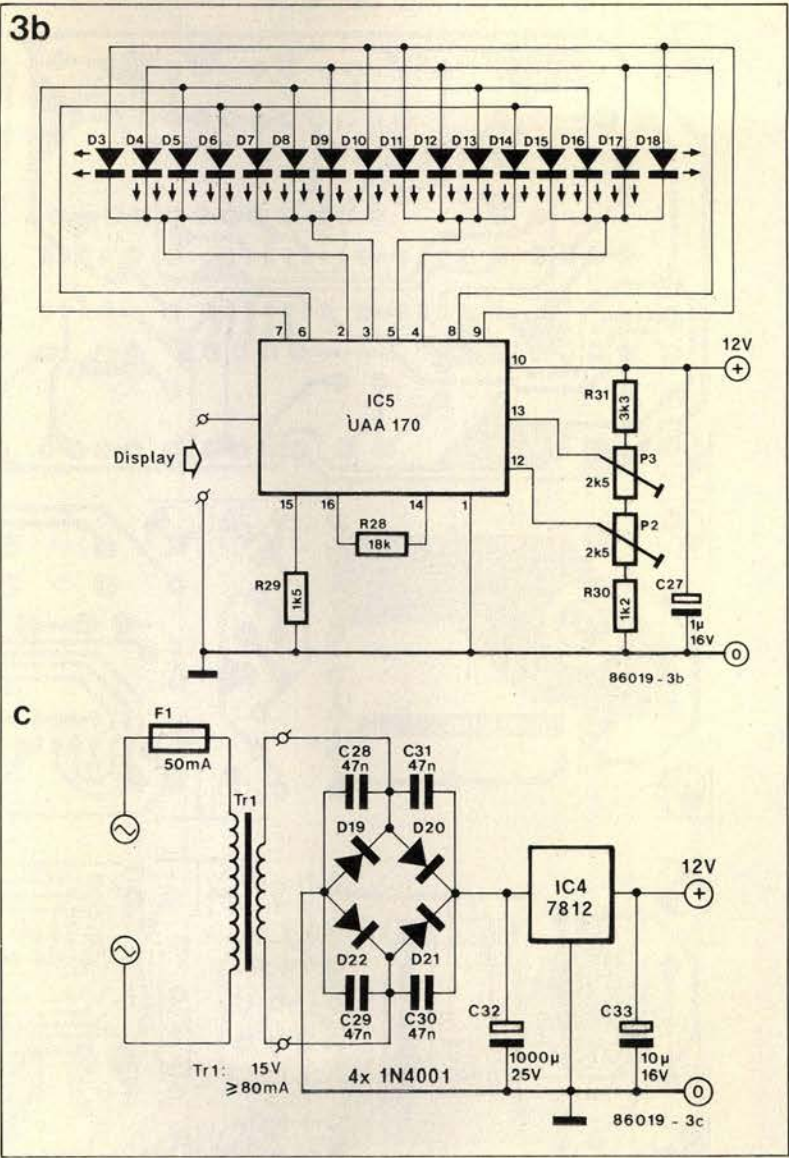 3b
D3 D4 D5 D6 D7 D8 D9 D10 D11 D12 D13 D14 D15 D16 D17 D18
7 6 2 3 5 4 8 9
IC5
UAA 170
10
13
12
15 16 14 1
Display
R28
18k
R29
1k5
R31
3k3
P3
2k5
P2
2k5
R30
1k2
C27
1µ
16V
12V
+
0
86019 - 3b
c
F1
50mA
Tr1
Tr1: 15V
≥80mA
C28
47n
C31
47n
D19
D20
D22
D21
C29
47n
C30
47n
4x 1N4001
IC4
7812
C32
1000µ
25V
C33
10µ
16V
12V
+
0
86019 - 3c